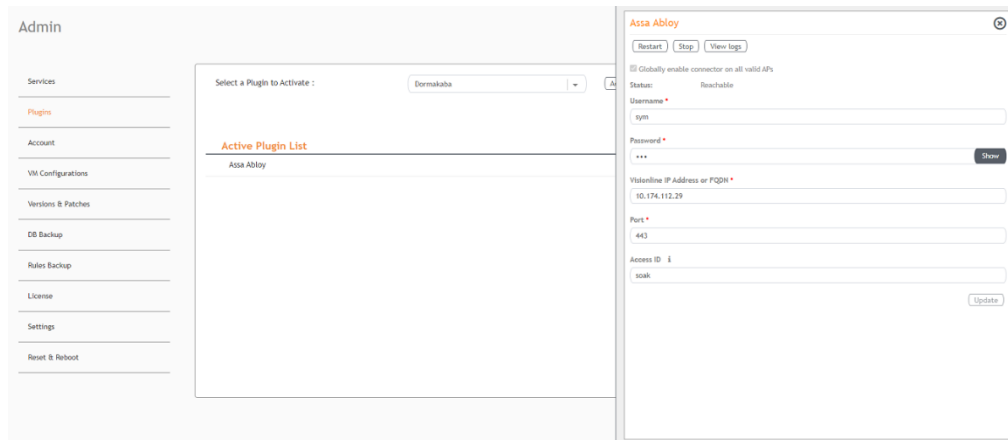 Admin
Services
Plugins
Account
VM Configurations
Versions & Patches
DB Backup
Rules Backup
License
Settings
Reset & Reboot
Select a Plugin to Activate :
Dormakaba
Active Plugin List
Assa Abloy
Assa Abloy
Restart Stop View logs
Globally enable connector on all valid APs
Status: Reachable
Username *
sym
Password *
•••
Show
Visionline IP Address or FQDN *
10.174.112.29
Port *
443
Access ID i
soak
Update